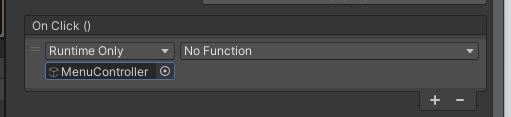 On Click ()
Runtime Only No Function
MenuController